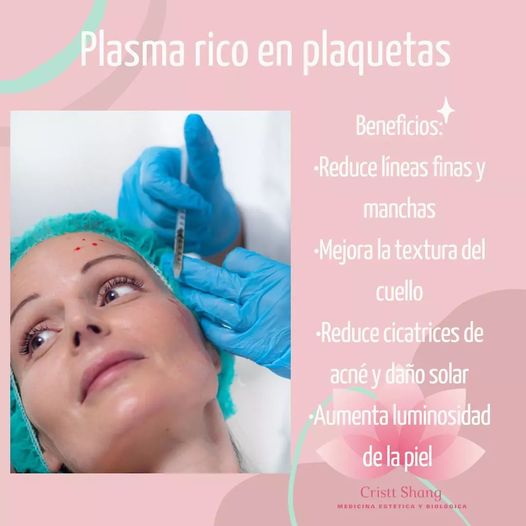 Plasma rico en plaquetas
Beneficios:
•Reduce líneas finas y
manchas
•Mejora la textura del
cuello
•Reduce cicatrices de
acné y daño solar
•Aumenta luminosidad
de la piel
Cristt Shang
MEDICINA ESTÉTICA Y BIOLÓGICA